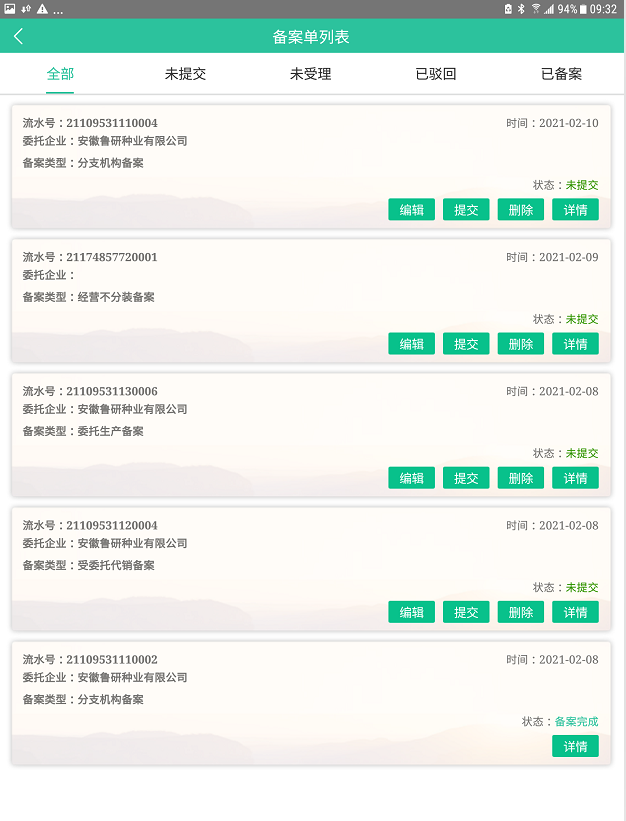 ... 94% 09:32
备案单列表
全部 未提交 未受理 已驳回 已备案
流水号：21109531110004 时间：2021-02-10
委托企业：安徽鲁研种业有限公司
备案类型：分支机构备案
状态：未提交
编辑 提交 删除 详情
流水号：21174857720001 时间：2021-02-09
委托企业：
备案类型：经营不分装备案
状态：未提交
编辑 提交 删除 详情
流水号：21109531130006 时间：2021-02-08
委托企业：安徽鲁研种业有限公司
备案类型：委托生产备案
状态：未提交
编辑 提交 删除 详情
流水号：21109531120004 时间：2021-02-08
委托企业：安徽鲁研种业有限公司
备案类型：受委托代销备案
状态：未提交
编辑 提交 删除 详情
流水号：21109531110002 时间：2021-02-08
委托企业：安徽鲁研种业有限公司
备案类型：分支机构备案
状态：备案完成
详情